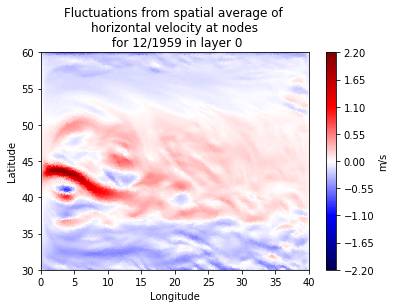 Fluctuations from spatial average of
horizontal velocity at nodes
for 12/1959 in layer 0
60
55
50
45
40
35
30
Latitude
0 5 10 15 20 25 30 35 40
Longitude
2.20
1.65
1.10
0.55
0.00
−0.55
−1.10
−1.65
−2.20
m/s